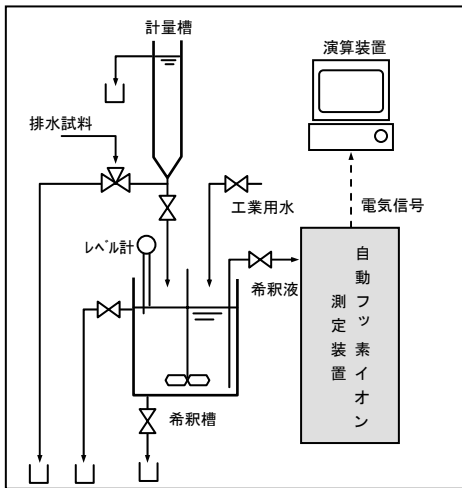 計量槽
演算装置
排水試料
工業用水
電気信号
レベル計
希釈液
自動フッ素イオン
測定装置
希釈槽